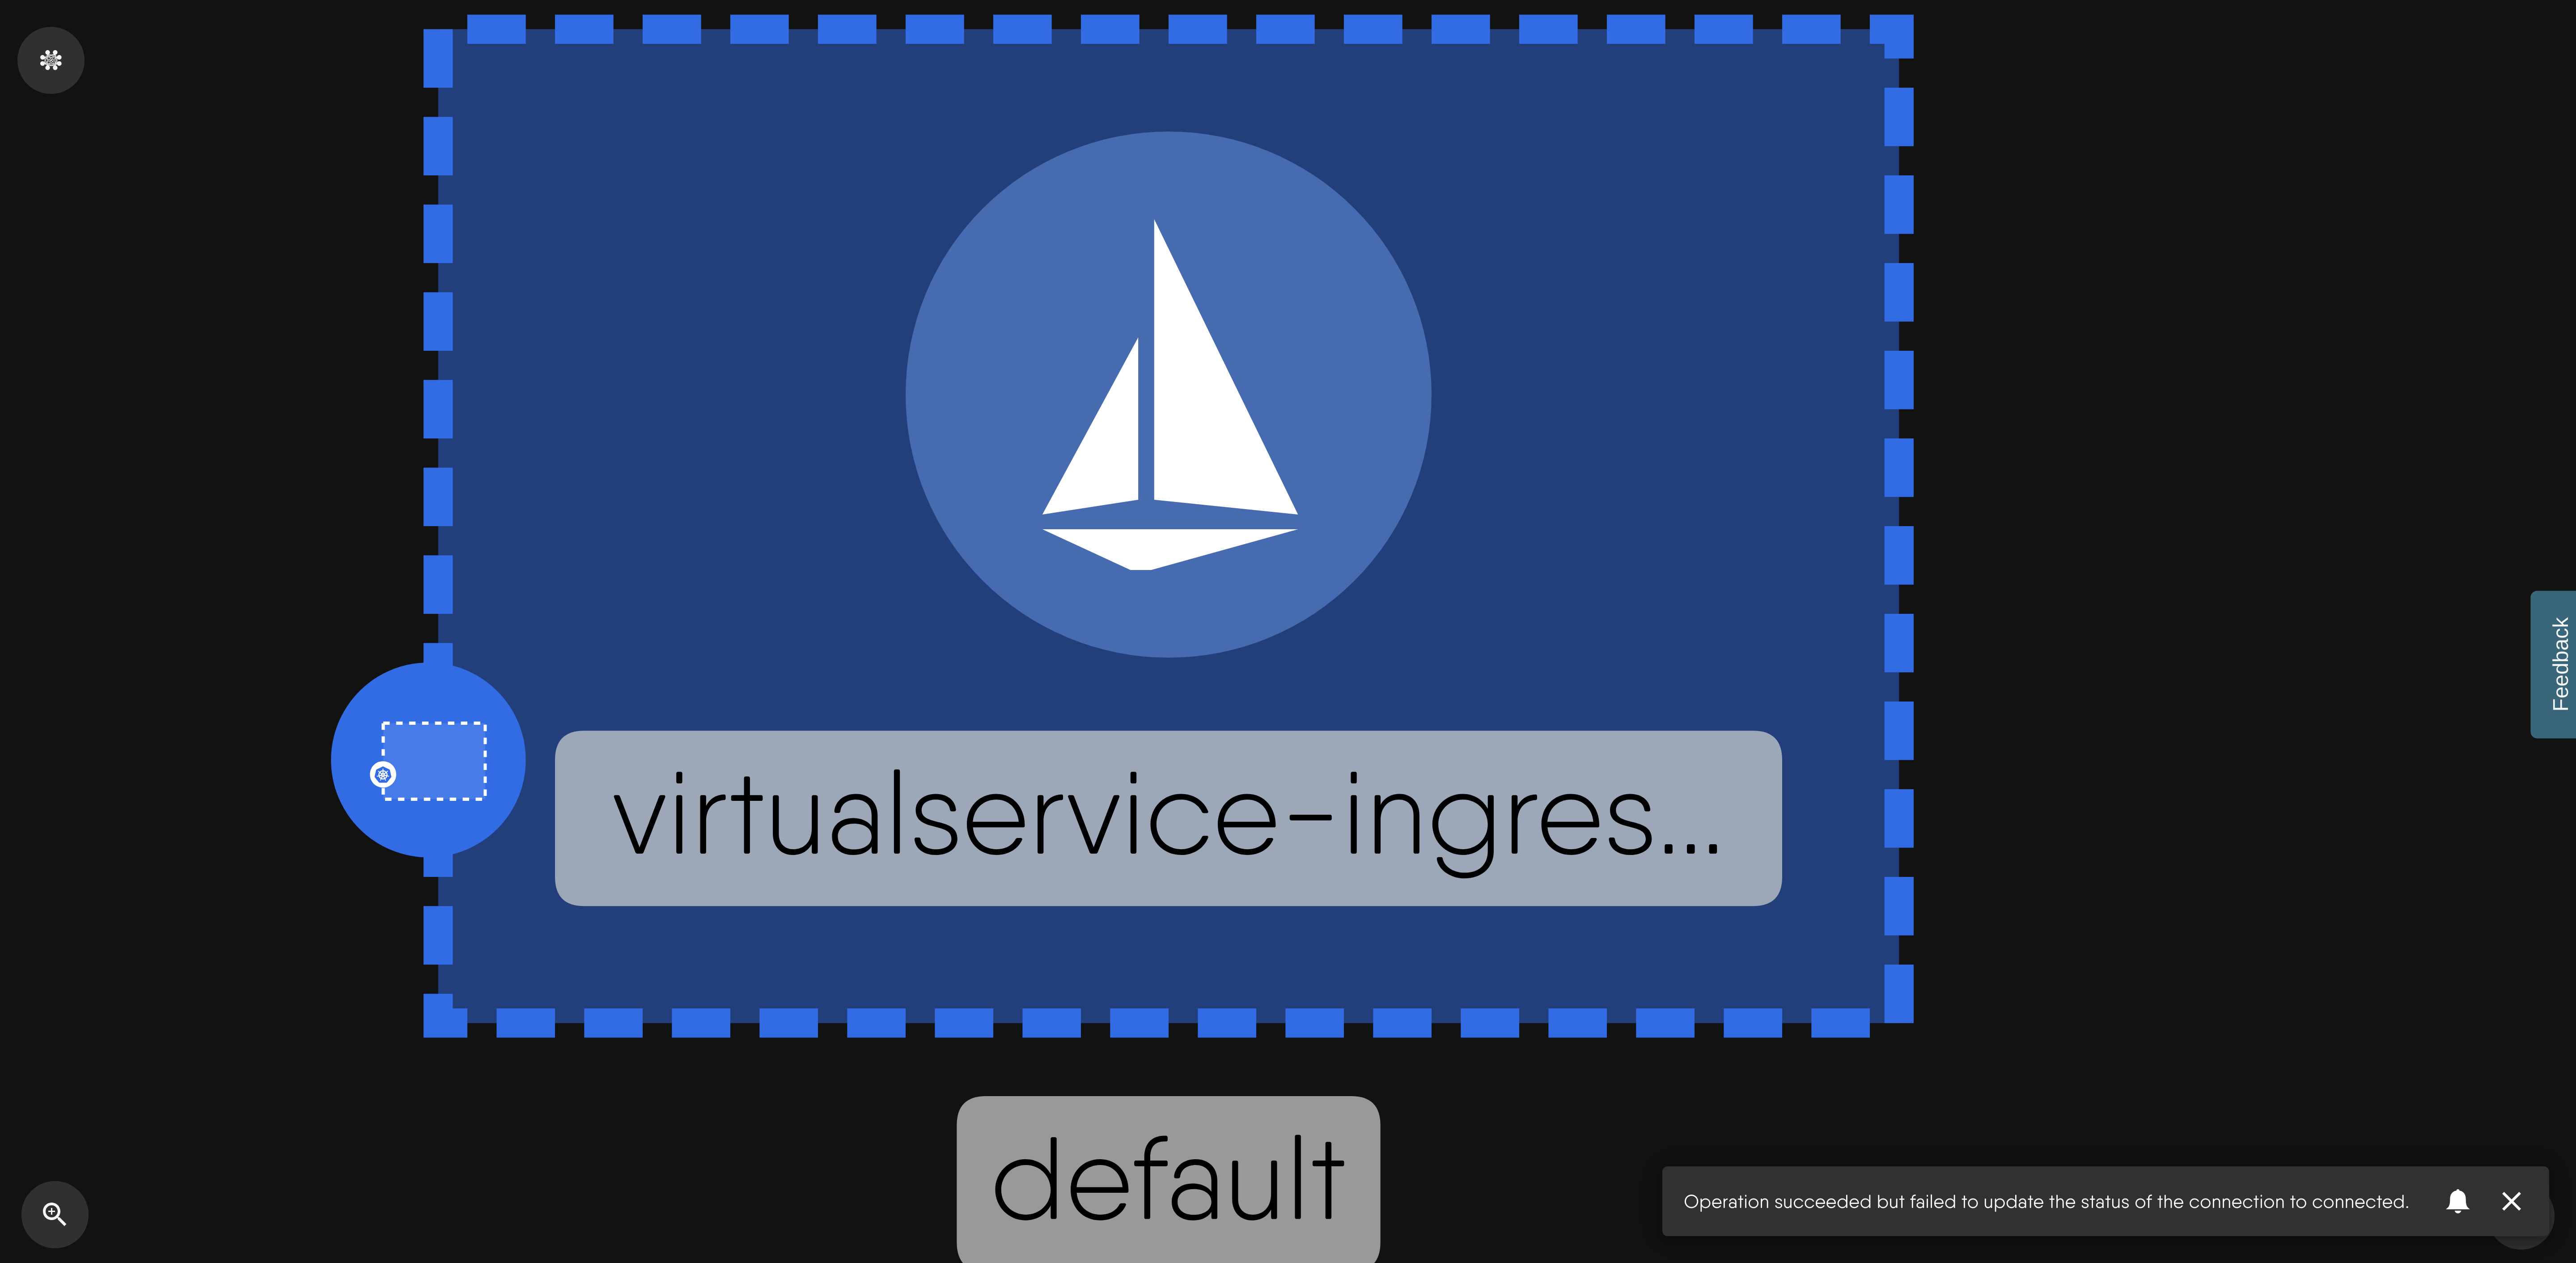 virtualservice-ingres...
default
Feedback
Operation succeeded but failed to update the status of the connection to connected.